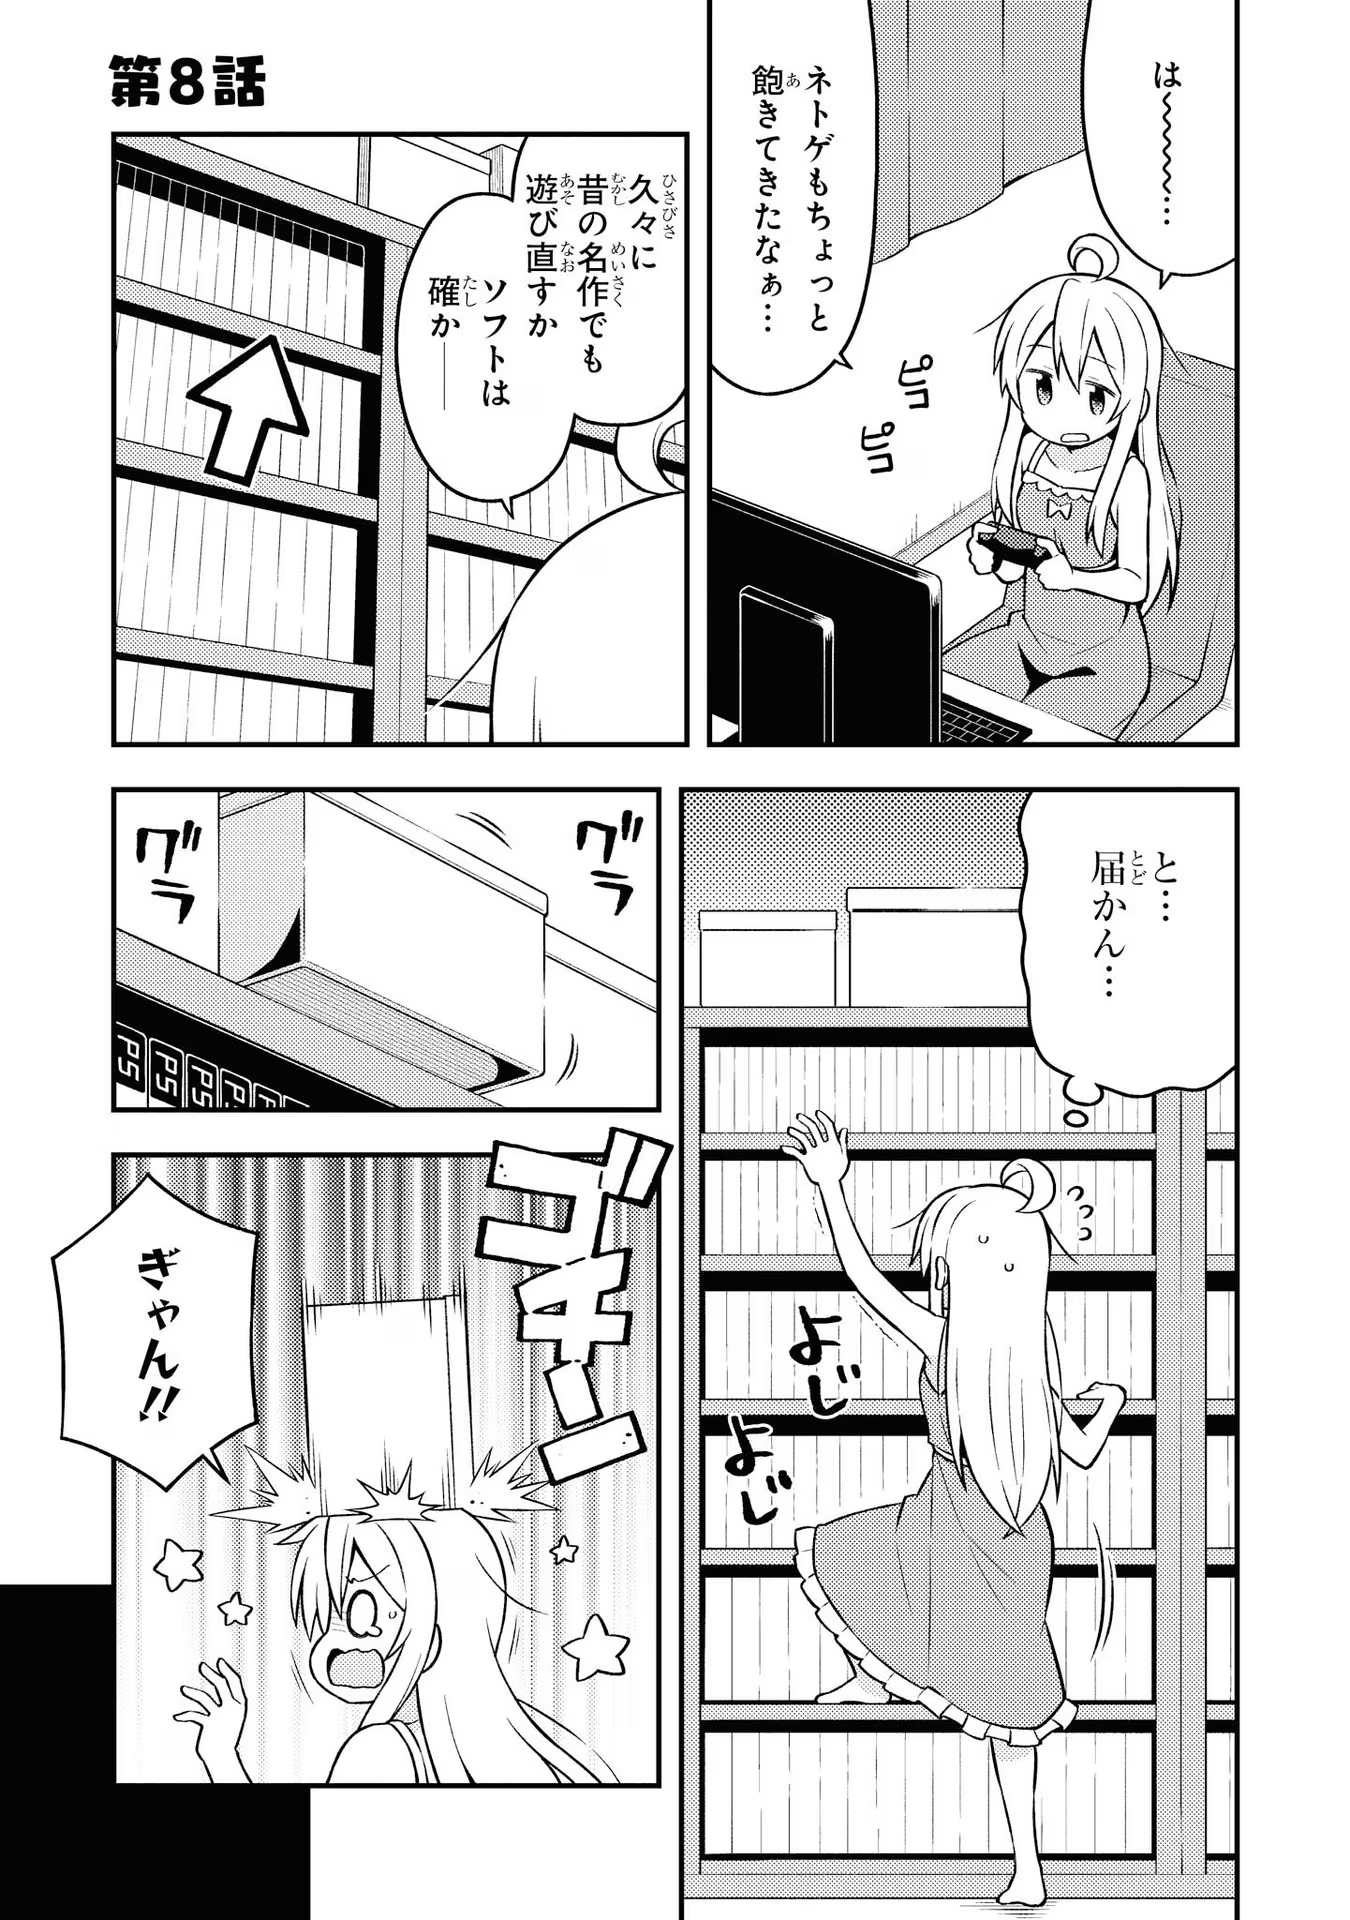 第8話
は～～～～…
ネトゲもちょっと
飽きてきたなぁ…
ピコ
ピコ
久々に
昔の名作でも
遊び直すか
ソフトは
確か――
と…
届かん…
よじ
よじ
グラ
グラ
PS
PS
PS
ゴチン
ぎゃん!!